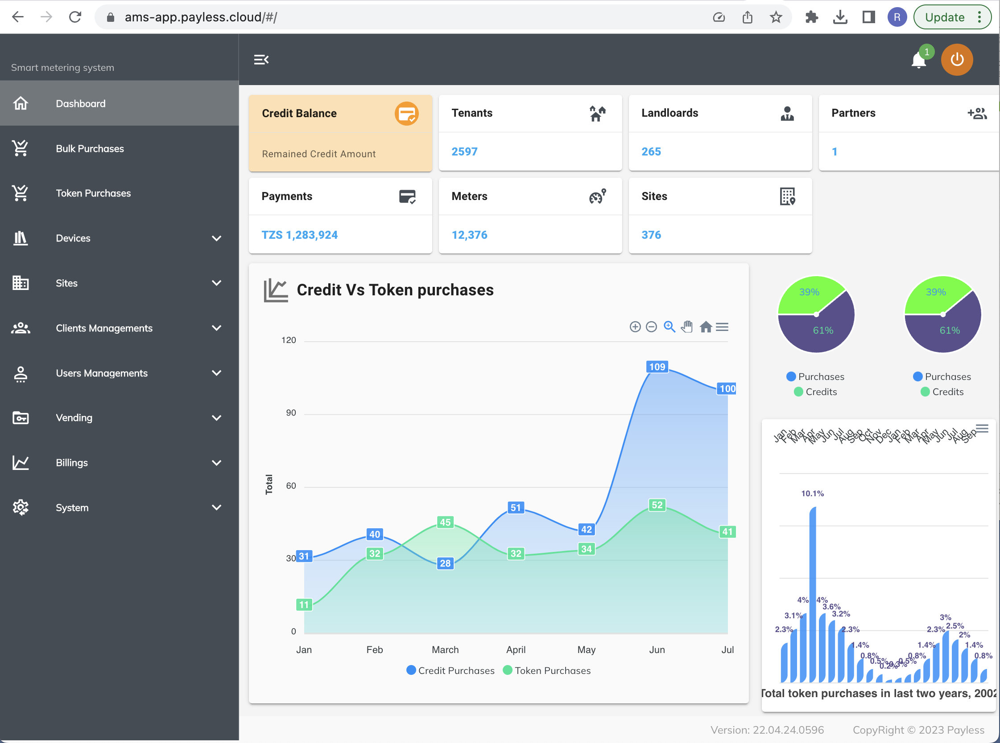 ams-app.payless.cloud/#/
R
Update
Smart metering system
1
Dashboard
Bulk Purchases
Token Purchases
Devices
Sites
Clients Managements
Users Managements
Vending
Billings
System
Credit Balance
Remained Credit Amount
Tenants
2597
Landloards
265
Partners
1
Payments
TZS 1,283,924
Meters
12,376
Sites
376
Credit Vs Token purchases
120
90
60
30
0
Total
109
100
51
42
40
31
28
52
45
41
34
32
32
11
Jan Feb March April May Jun Jul
Credit Purchases Token Purchases
39%
61%
Purchases
Credits
39%
61%
Purchases
Credits
Jan Feb Mar Apr May Jun Jul Aug Sep Oct Nov Dec Jan Feb Mar Apr May Jun Jul Aug Sep
2.3% 3.1% 4% 10.1% 4% 3.6% 3.2% 2.3% 1.4% 0.8% 0.5% 0.2% 0.3% 0.5% 0.8% 1.4% 2.3% 3% 2.5% 2% 1.4% 0.8%
Total token purchases in last two years, 2002
Version: 22.04.24.0596
CopyRight © 2023 Payless